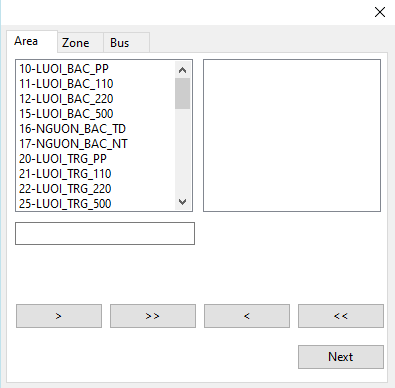 Area Zone Bus
10-LUOI_BAC_PP
11-LUOI_BAC_110
12-LUOI_BAC_220
15-LUOI_BAC_500
16-NGUON_BAC_TD
17-NGUON_BAC_NT
20-LUOI_TRG_PP
21-LUOI_TRG_110
22-LUOI_TRG_220
25-LUOI_TRG_500
> >> < <<
Next